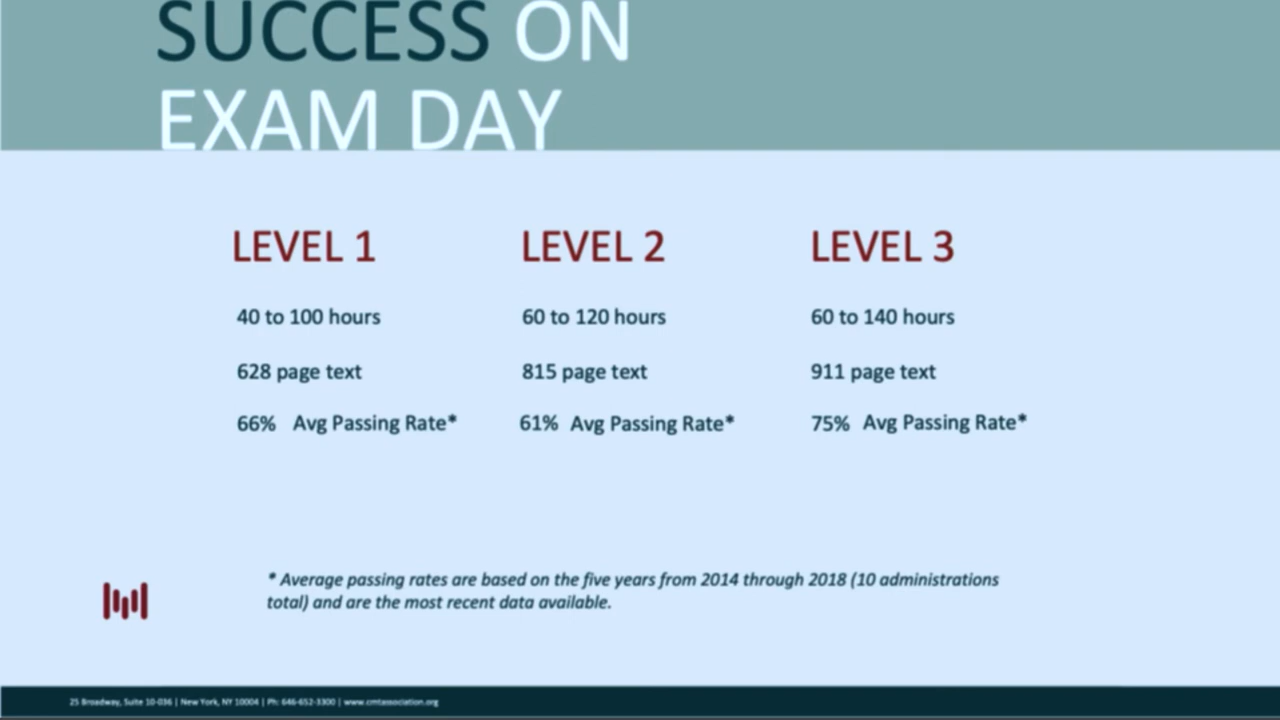 SUCCESS ON
EXAM DAY
LEVEL 1 LEVEL 2 LEVEL 3
40 to 100 hours 60 to 120 hours 60 to 140 hours
628 page text 815 page text 911 page text
66% Avg Passing Rate* 61% Avg Passing Rate* 75% Avg Passing Rate*
* Average passing rates are based on the five years from 2014 through 2018 (10 administrations
total) and are the most recent data available.
25 Broadway, Suite 10-036 | New York, NY 10004 | Ph: 646-652-3300 | www.cmtassociation.org